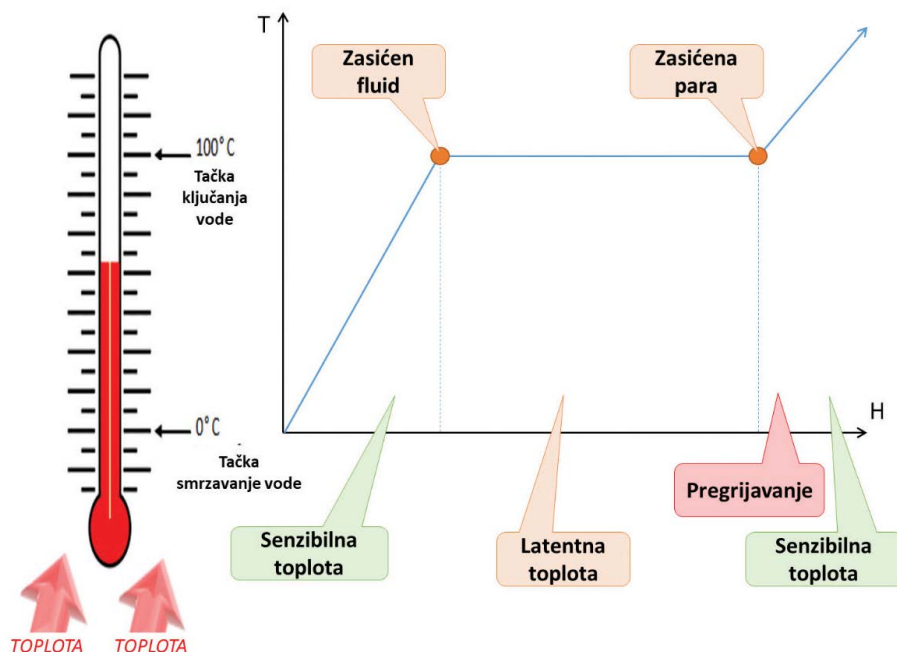 T
Zasićen
fluid
Zasićena
para
100°C
Tačka
ključanja
vode
0°C
Tačka
smrzavanje vode
H
Pregrijavanje
Senzibilna
toplota
Latentna
toplota
Senzibilna
toplota
TOPLOTA
TOPLOTA